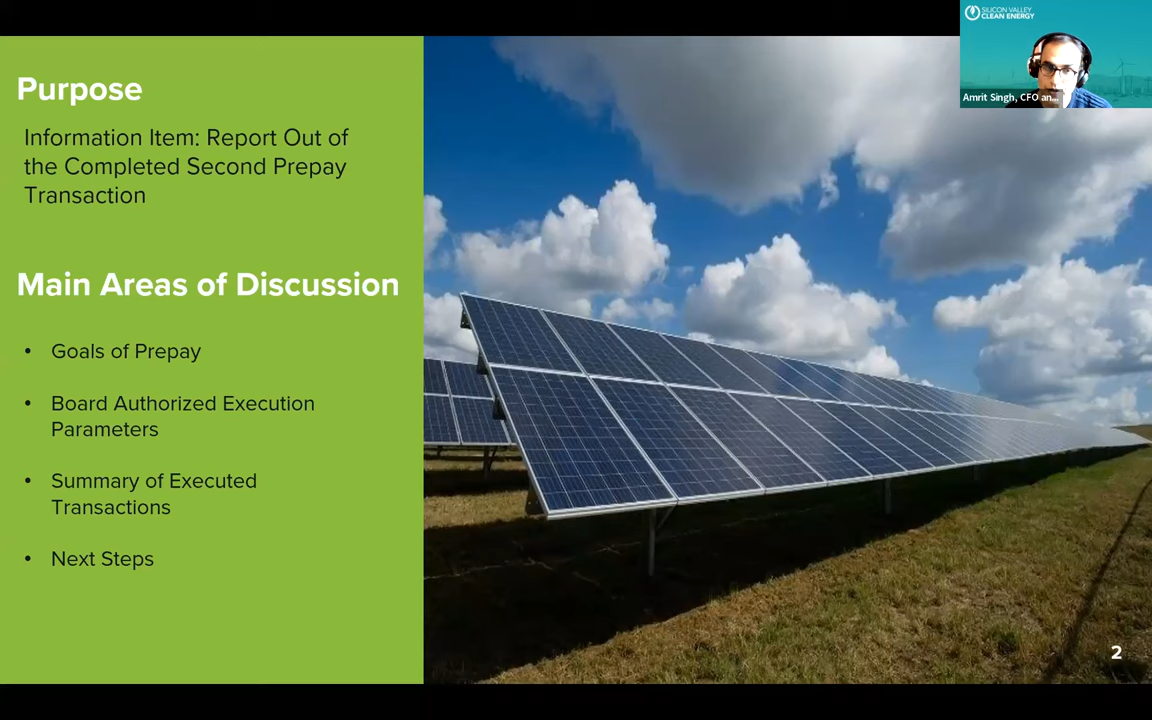 Purpose
Information Item: Report Out of
the Completed Second Prepay
Transaction
Main Areas of Discussion
• Goals of Prepay
• Board Authorized Execution
Parameters
• Summary of Executed
Transactions
• Next Steps
SILICON VALLEY
CLEAN ENERGY
Amrit Singh, CFO an...
2